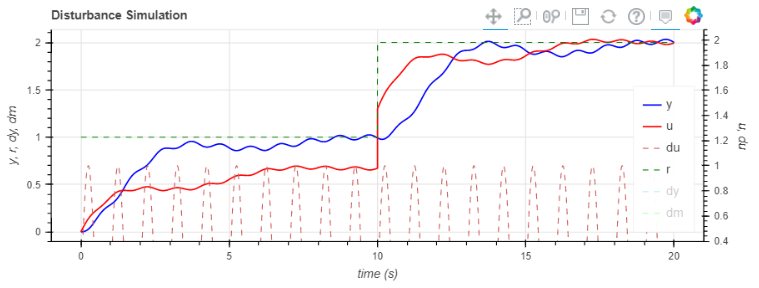 Disturbance Simulation
2
1.5
1
0.5
0
y, r, dy, dm
2
1.8
1.6
1.4
1.2
1
0.8
0.6
0.4
u, du
y
u
du
r
dy
dm
0
5
10
15
20
time (s)